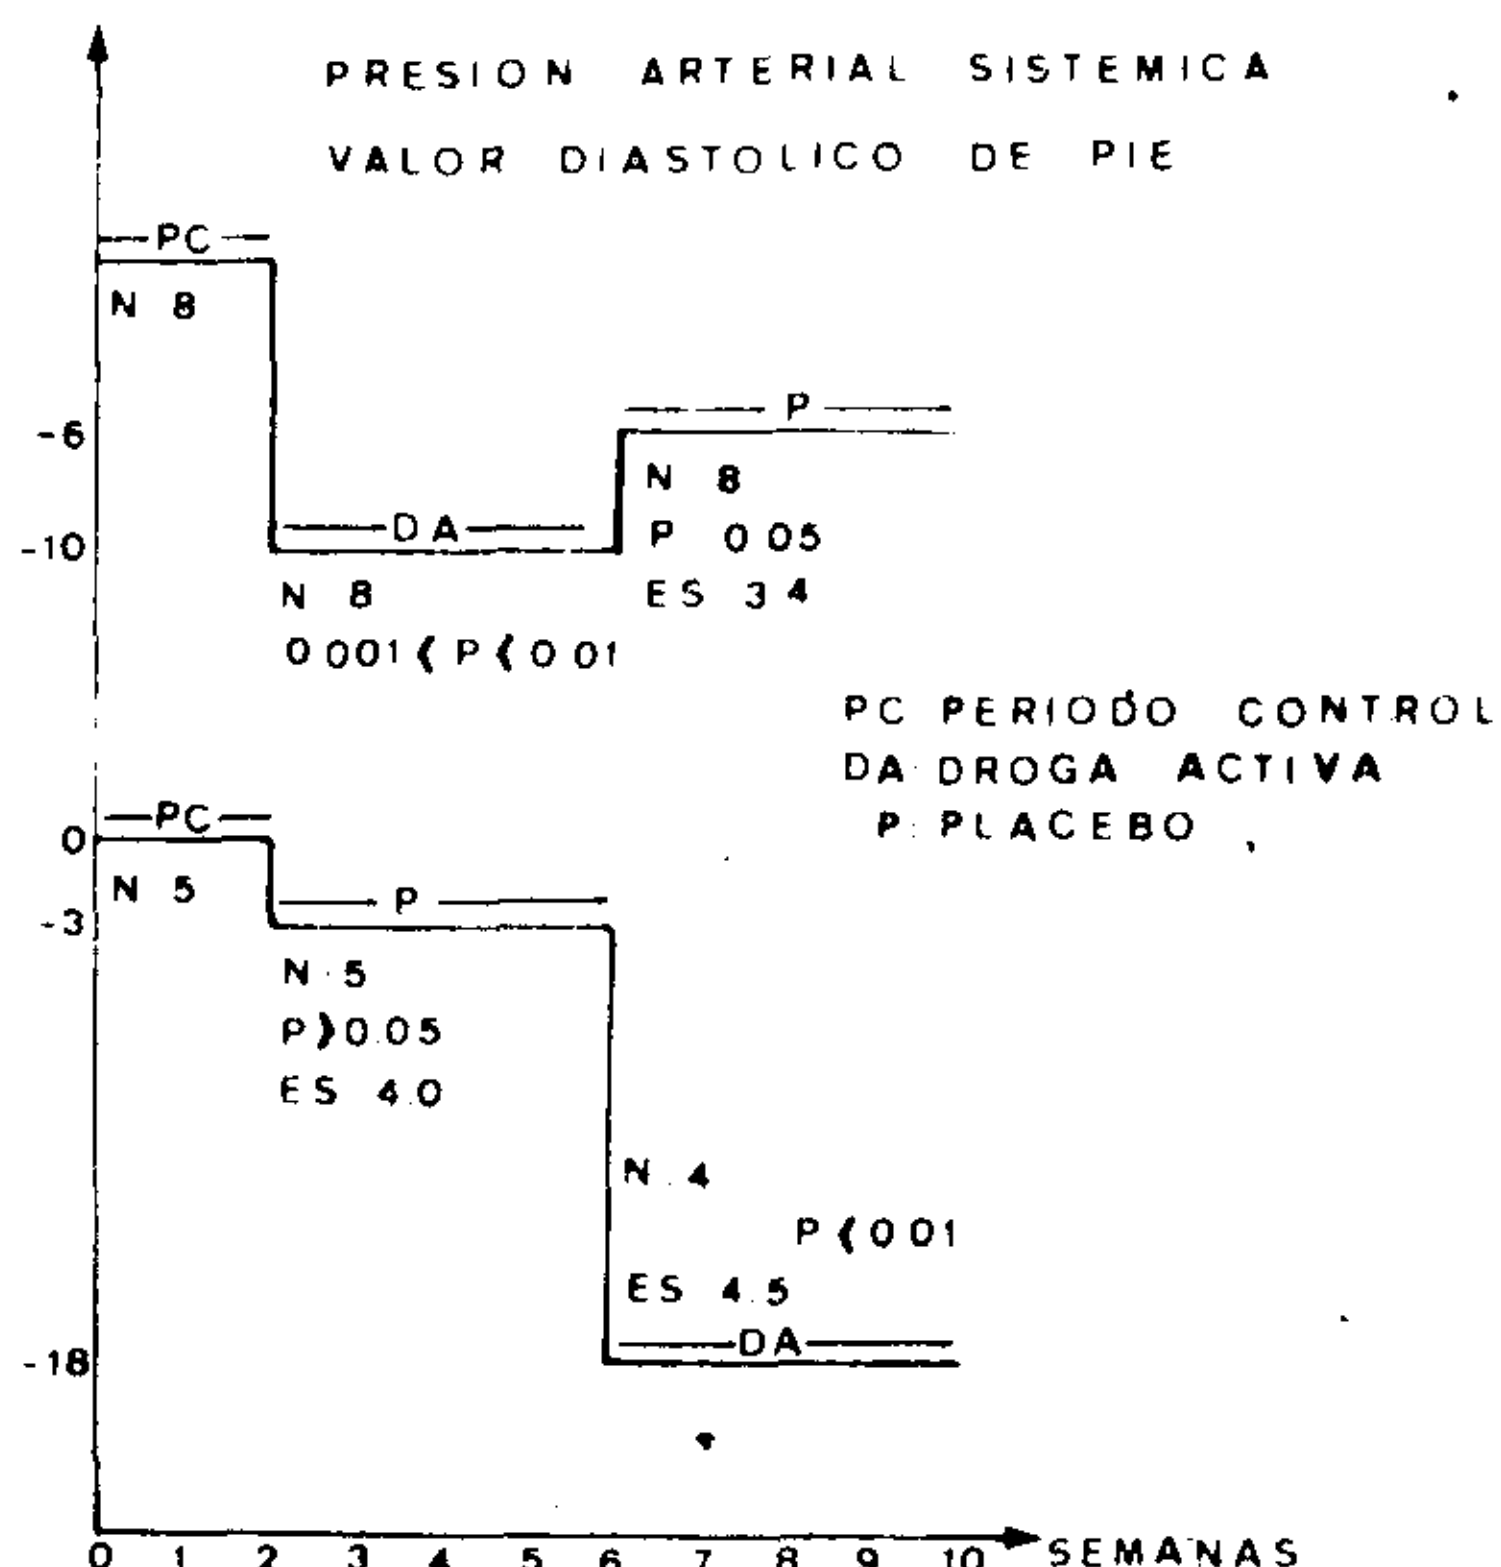 PRESION ARTERIAL SISTEMICA
VALOR DIASTOLICO DE PIE
PC
N 8
-6
P
N 8
-10
DA
P 0 05
N 8
ES 3 4
0 001 < P < 0 01
PC PERIODO CONTROL
DA: DROGA ACTIVA
P: PLACEBO
PC
0
N 5
-3
P
N 5
P > 0.05
ES 4.0
N 4
P < 0 01
ES 4.5
DA
-18
0 1 2 3 4 5 6 7 8 9 10 SEMANAS